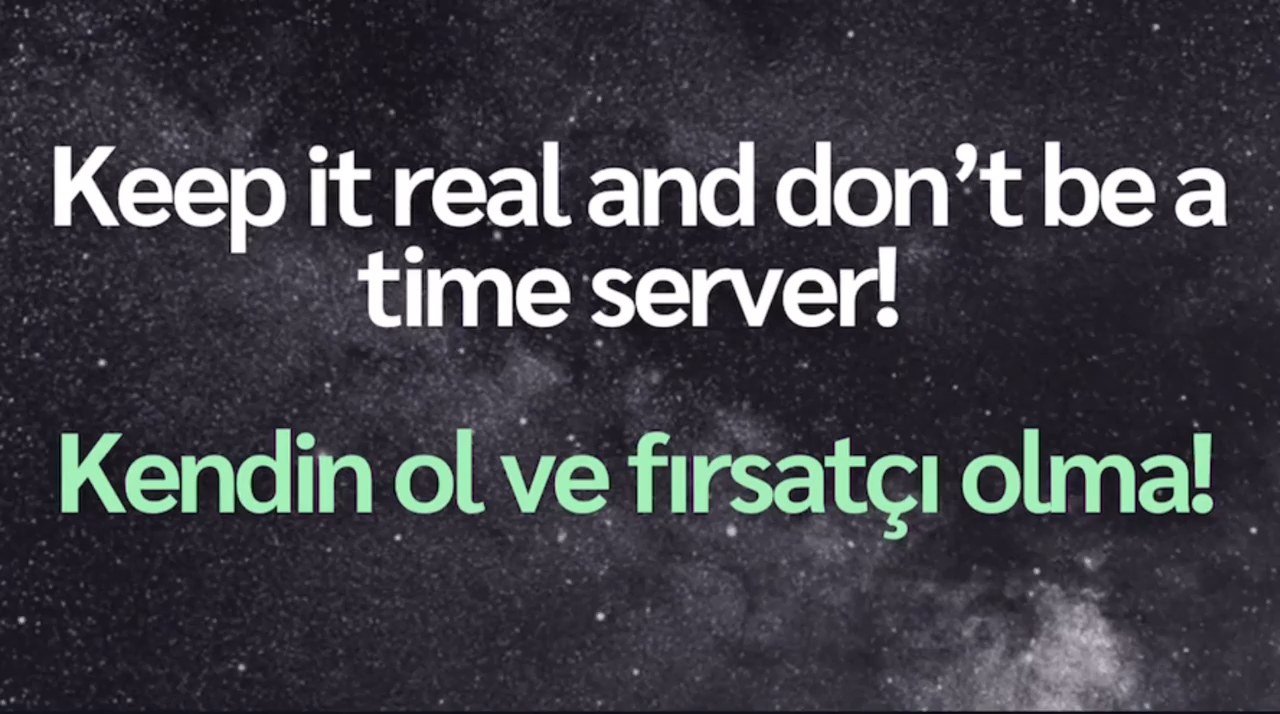 Keep it real and don’t be a
time server!
Kendin ol ve fırsatçı olma!